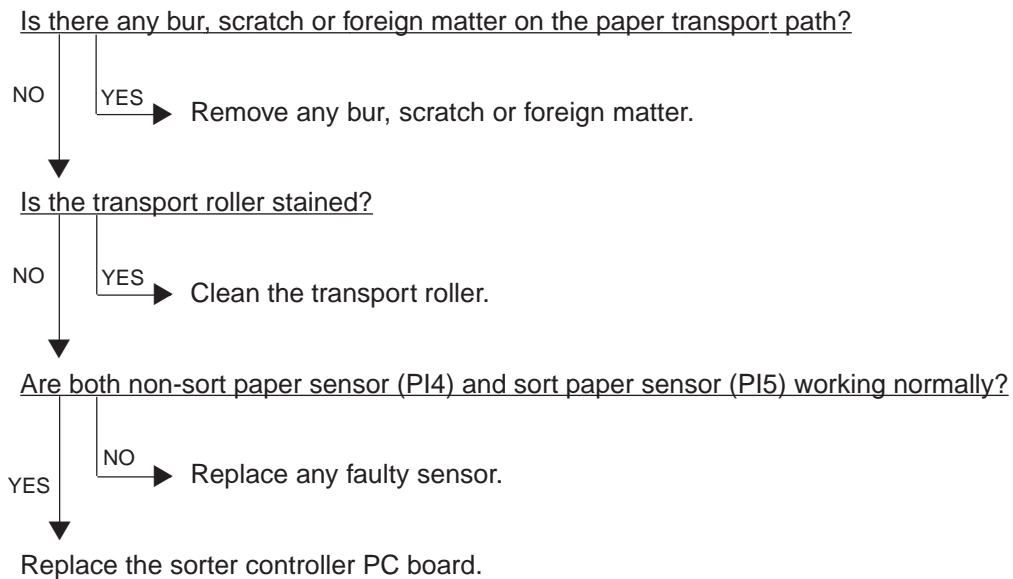 Is there any bur, scratch or foreign matter on the paper transport path?
NO
YES
Remove any bur, scratch or foreign matter.
Is the transport roller stained?
NO
YES
Clean the transport roller.
Are both non-sort paper sensor (PI4) and sort paper sensor (PI5) working normally?
NO
Replace any faulty sensor.
YES
Replace the sorter controller PC board.